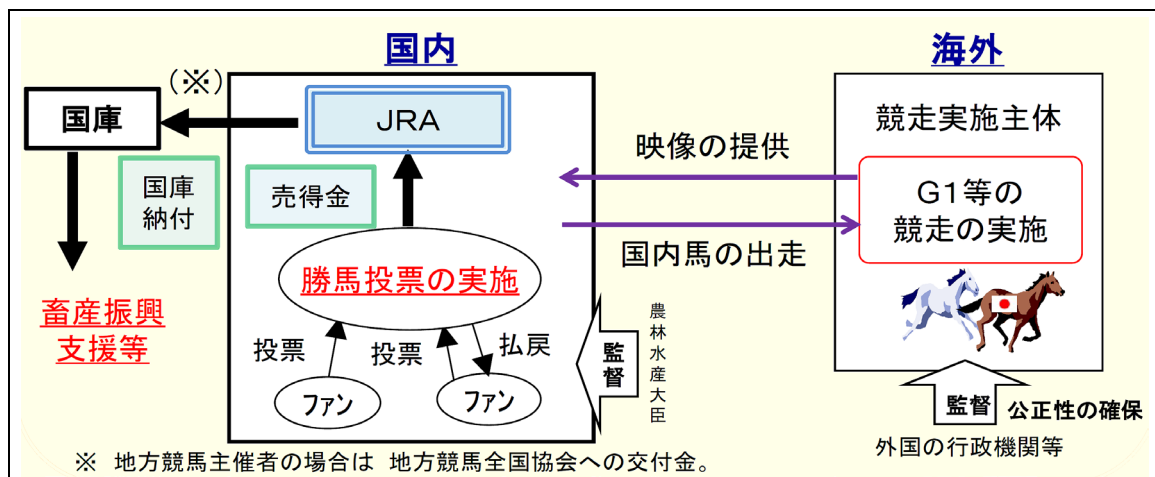 国内
海外
(※)
国庫
JRA
競走実施主体
映像の提供
国庫
納付
売得金
G1等の
競走の実施
国内馬の出走
勝馬投票の実施
畜産振興
支援等
投票
投票
払戻
ファン
ファン
監督
農林水産大臣
監督
公正性の確保
外国の行政機関等
※ 地方競馬主催者の場合は 地方競馬全国協会への交付金。